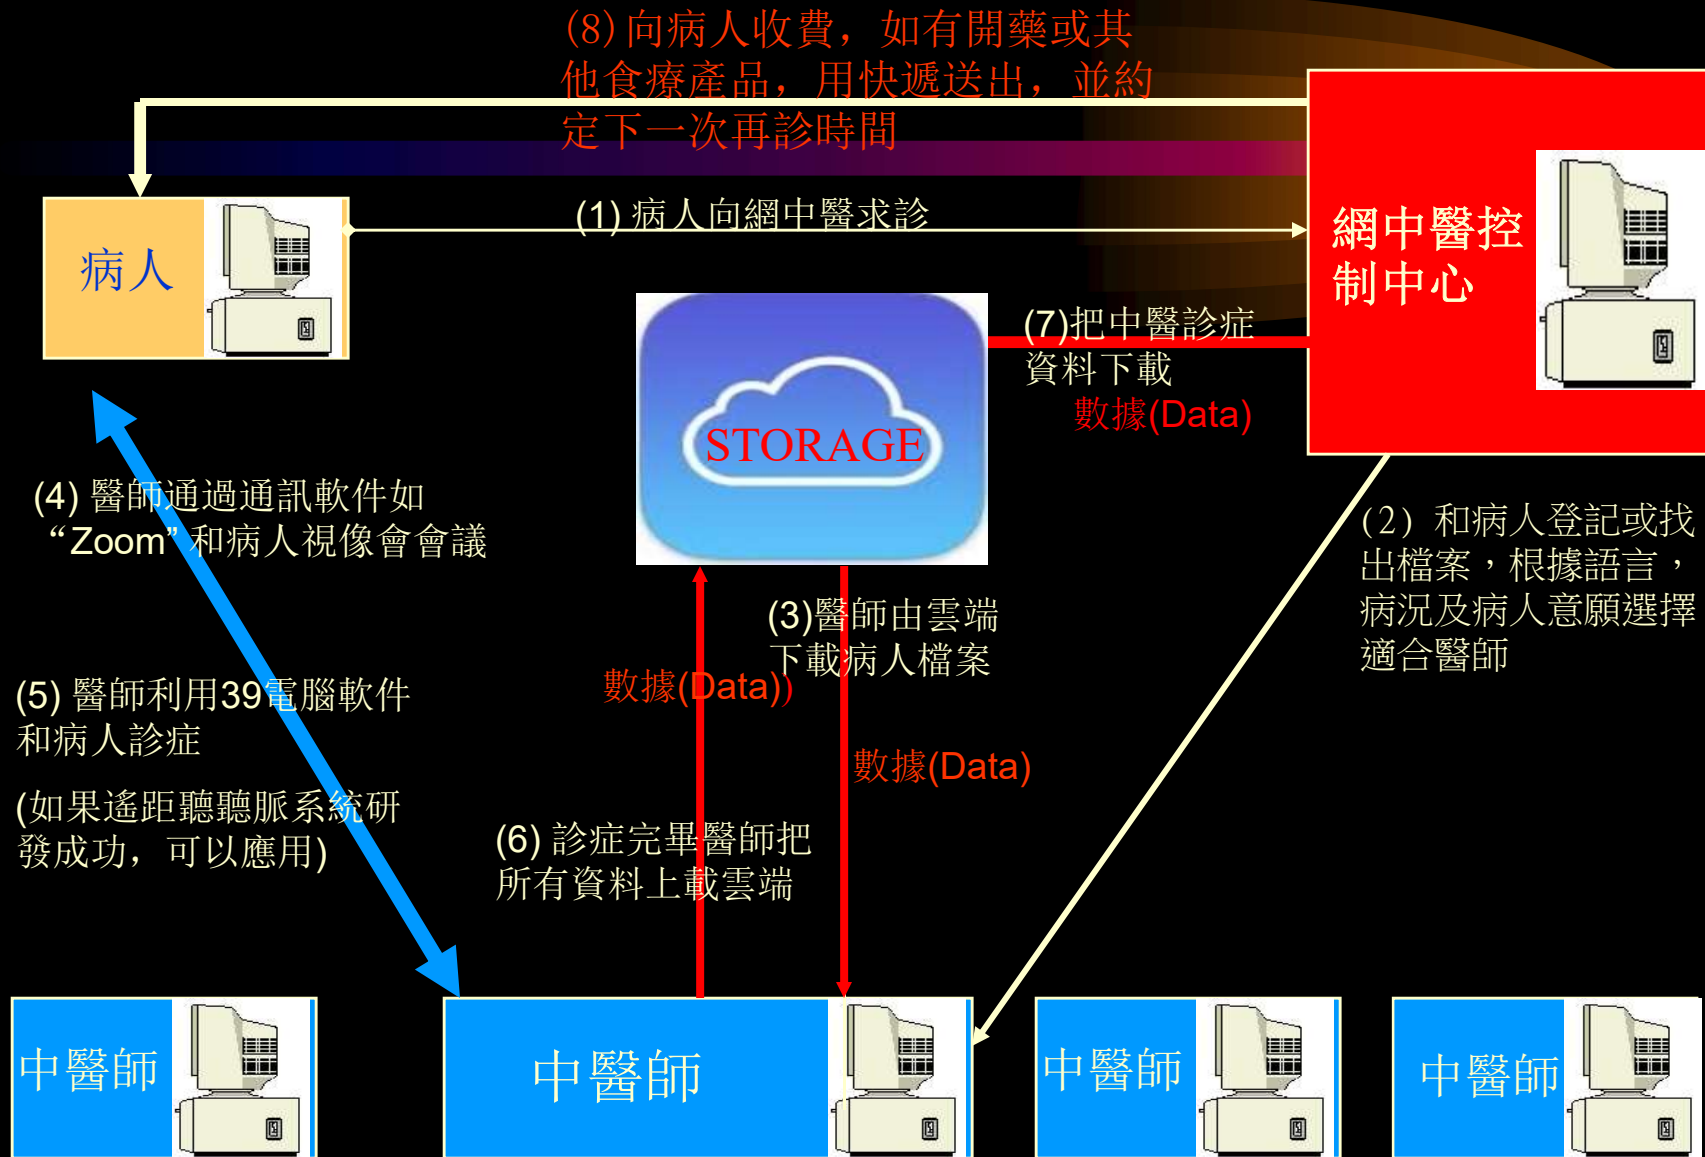 (8)向病人收費，如有開藥或其
他食療產品，用快遞送出，並約
定下一次再診時間
(1) 病人向網中醫求診
病人
網中醫控
制中心
(7)把中醫診症
資料下載
數據(Data)
STORAGE
(4) 醫師通過通訊軟件如
“Zoom” 和病人視像會會議
(2) 和病人登記或找
出檔案，根據語言，
病況及病人意願選擇
適合醫師
(3)醫師由雲端
下載病人檔案
數據(Data))
(5) 醫師利用39電腦軟件
和病人診症
數據(Data)
(如果遙距聽聽脈系統研
發成功，可以應用)
(6) 診症完畢醫師把
所有資料上載雲端
中醫師
中醫師
中醫師
中醫師